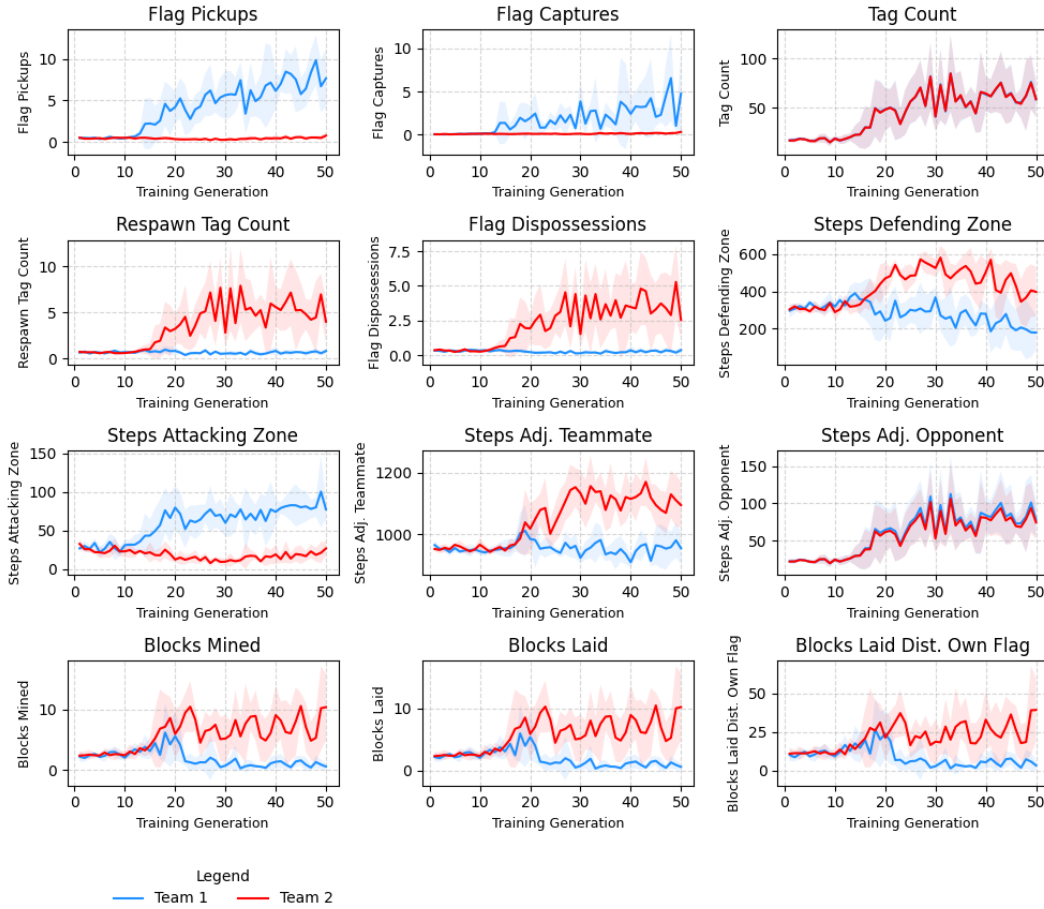 Flag Pickups
Flag Captures
Tag Count
Flag Pickups
10
5
0
0 10 20 30 40 50
Training Generation
Flag Captures
10
5
0
0 10 20 30 40 50
Training Generation
Tag Count
100
50
0 10 20 30 40 50
Training Generation
Respawn Tag Count
Flag Dispossessions
Steps Defending Zone
Respawn Tag Count
10
5
0
0 10 20 30 40 50
Training Generation
Flag Dispossessions
7.5
5.0
2.5
0.0
0 10 20 30 40 50
Training Generation
Steps Defending Zone
600
400
200
0 10 20 30 40 50
Training Generation
Steps Attacking Zone
Steps Adj. Teammate
Steps Adj. Opponent
Steps Attacking Zone
150
100
50
0
0 10 20 30 40 50
Training Generation
Steps Adj. Teammate
1200
1000
0 10 20 30 40 50
Training Generation
Steps Adj. Opponent
150
100
50
0 10 20 30 40 50
Training Generation
Blocks Mined
Blocks Laid
Blocks Laid Dist. Own Flag
Blocks Mined
10
0
0 10 20 30 40 50
Training Generation
Blocks Laid
10
0
0 10 20 30 40 50
Training Generation
Blocks Laid Dist. Own Flag
50
25
0
0 10 20 30 40 50
Training Generation
Legend
Team 1 Team 2